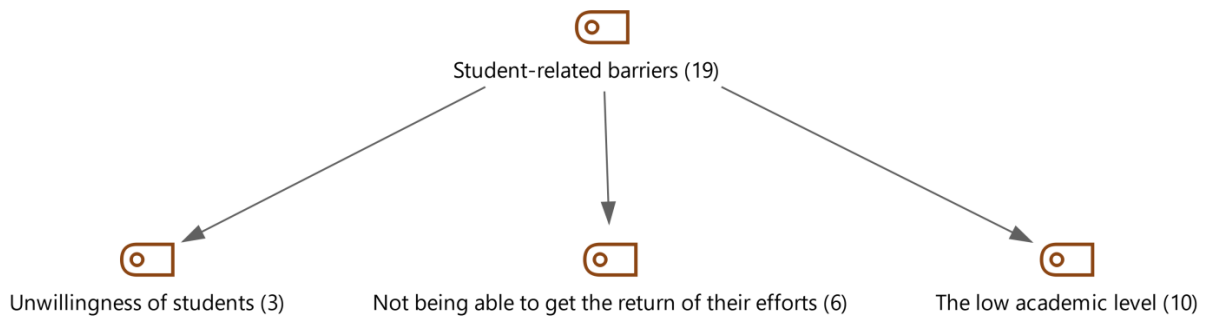 Student-related barriers (19)
Unwillingness of students (3)
Not being able to get the return of their efforts (6)
The low academic level (10)